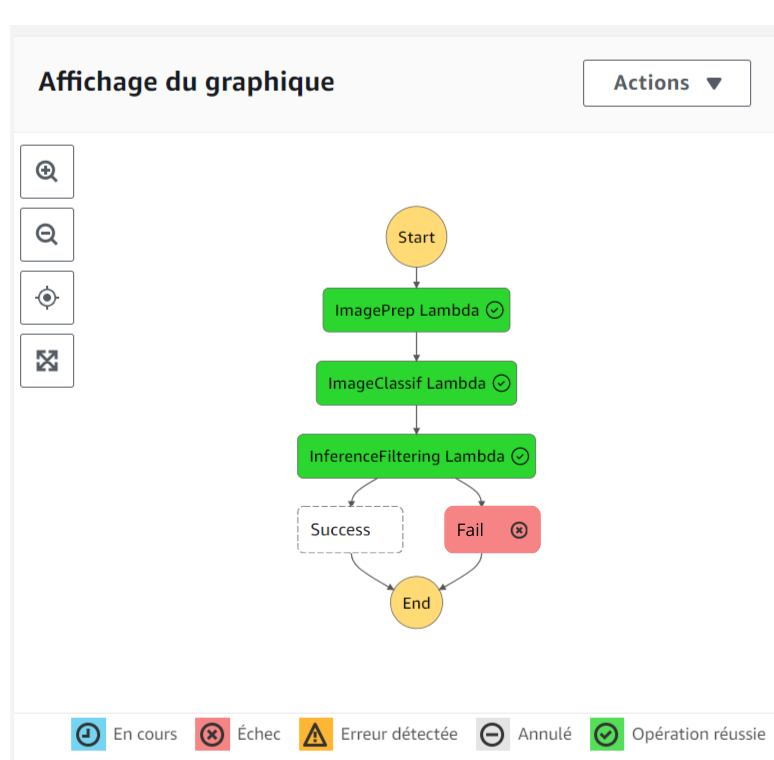 Affichage du graphique
Actions
Start
ImagePrep Lambda
ImageClassif Lambda
InferenceFiltering Lambda
Success
Fail
End
En cours
Échec
Erreur détectée
Annulé
Opération réussie